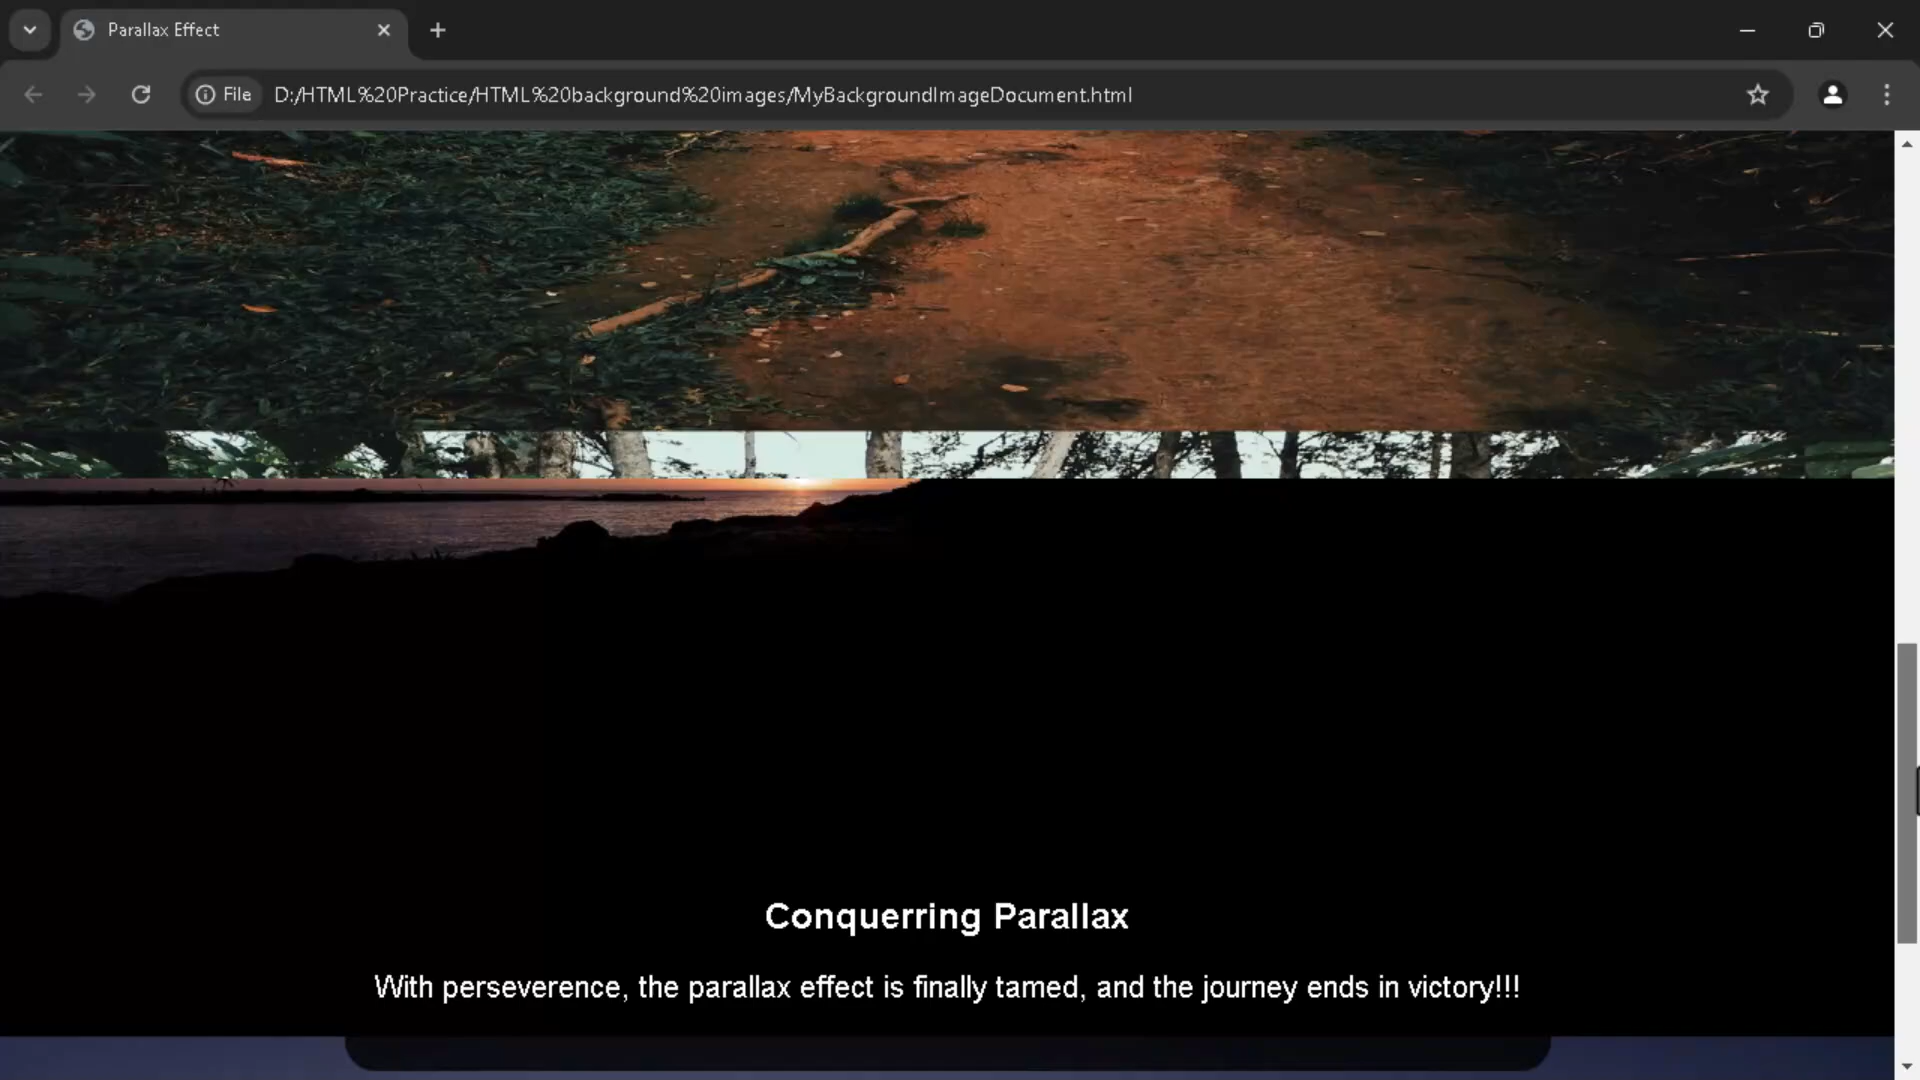 Parallax Effect
File D:/HTML%20Practice/HTML%20background%20images/MyBackgroundImageDocument.html
Conquerring Parallax
With perseverence, the parallax effect is finally tamed, and the journey ends in victory!!!